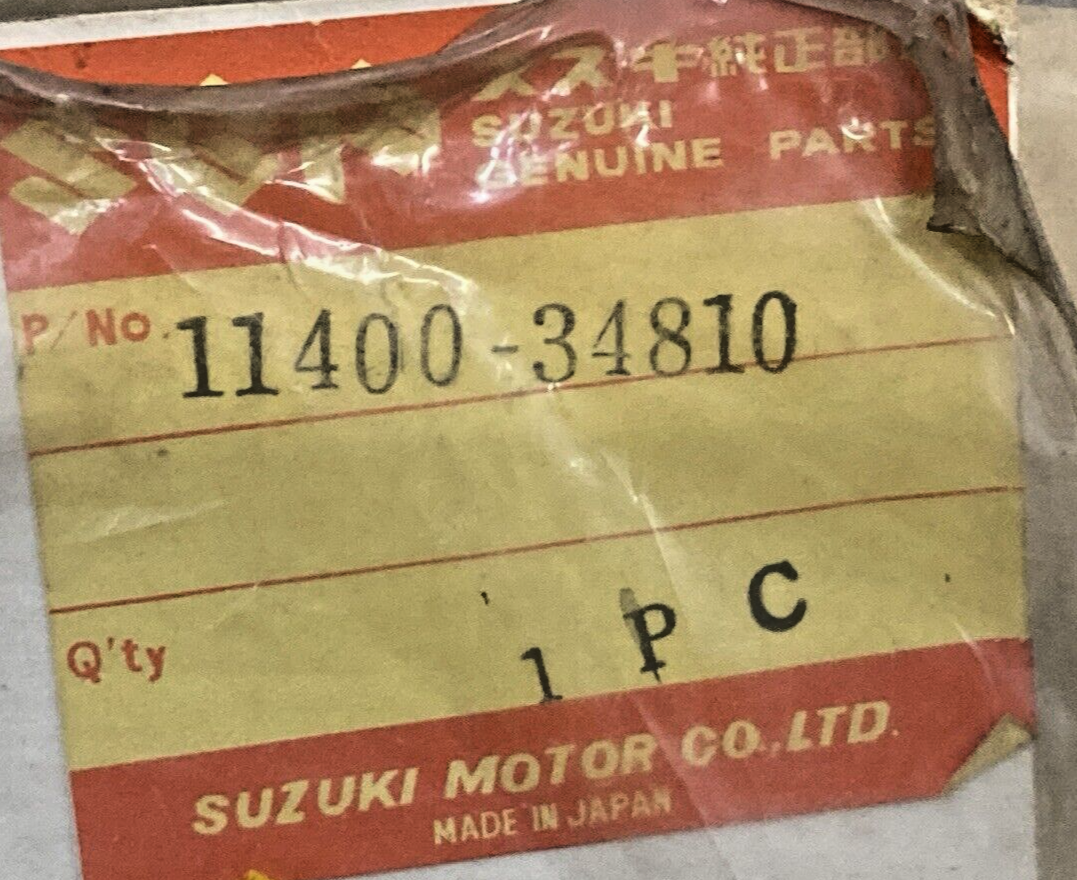 スズキ純正部
SUZUKI
GENUINE PARTS
P/No. 11400-34810
Q'ty 1 PC
SUZUKI MOTOR CO.,LTD.
MADE IN JAPAN